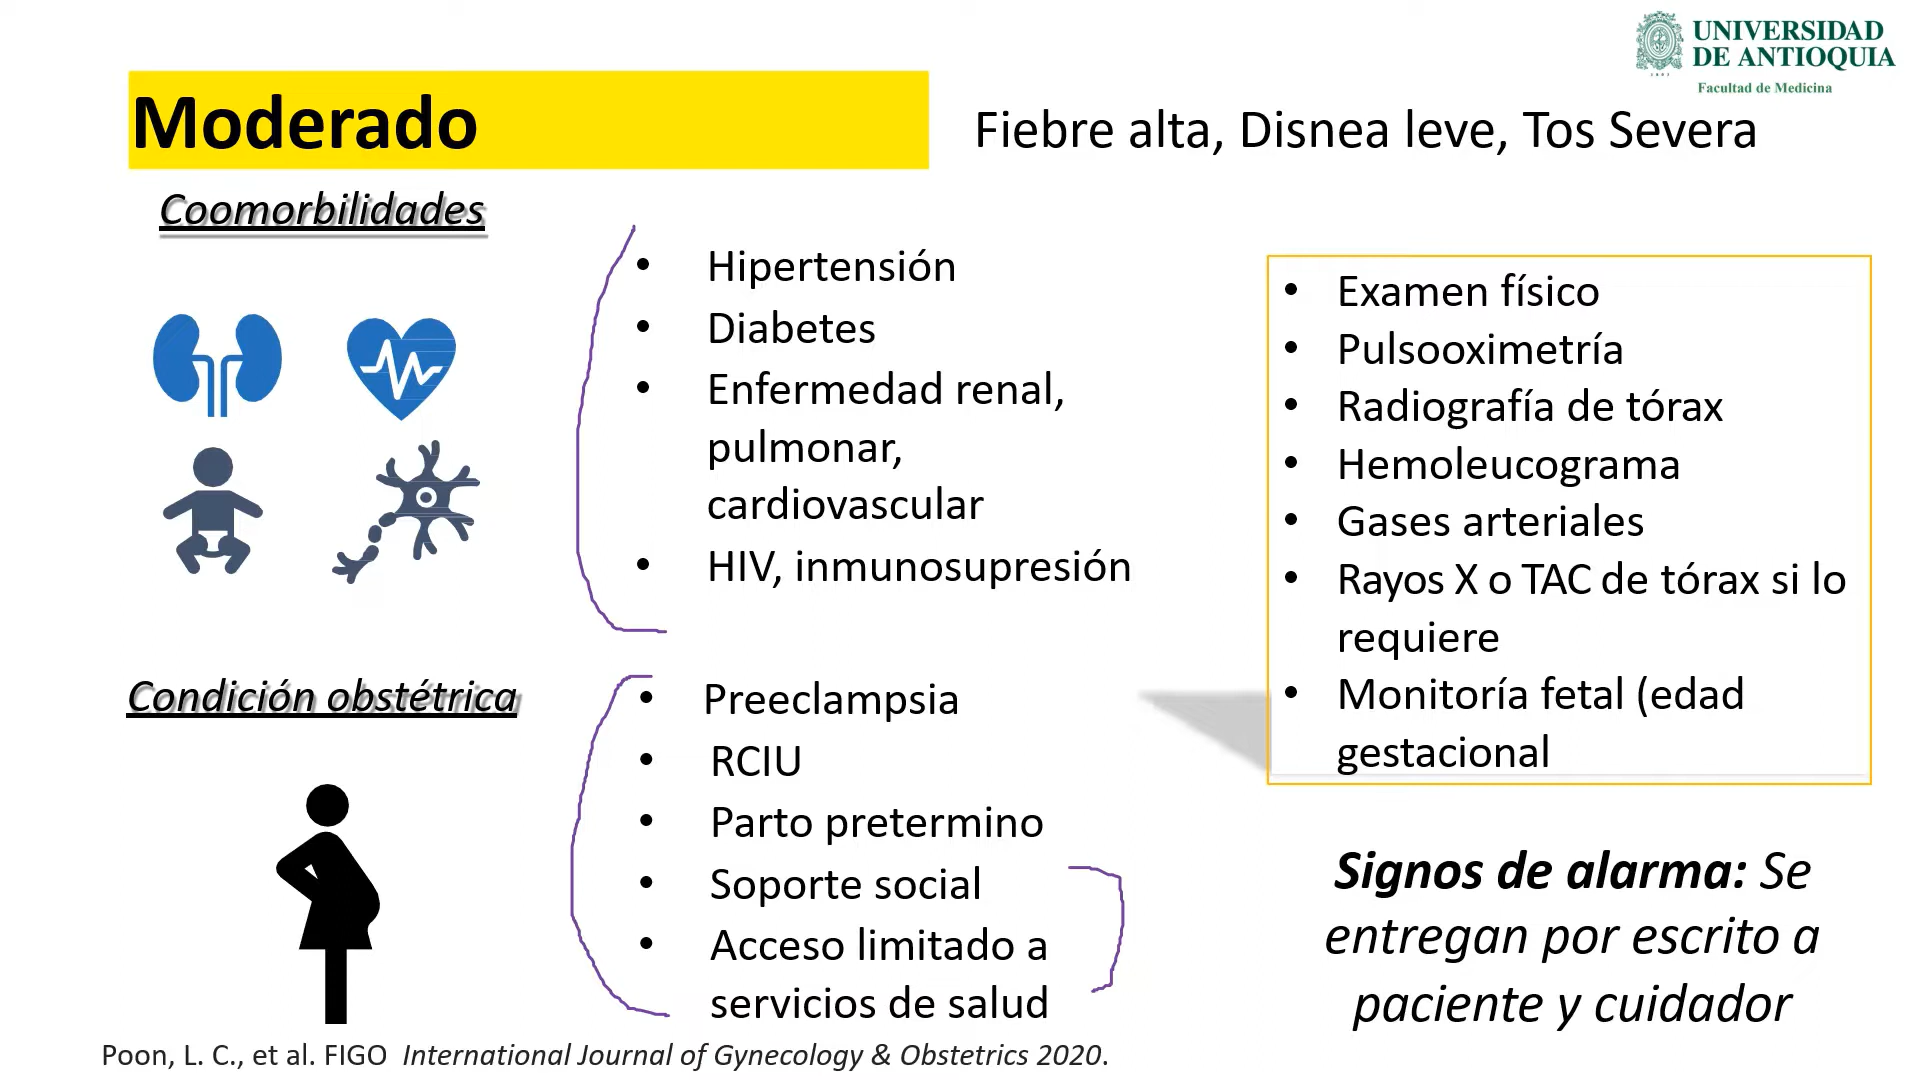 UNIVERSIDAD
DE ANTIOQUIA
1803
Facultad de Medicina
Moderado
Fiebre alta, Disnea leve, Tos Severa
Coomorbilidades
• Hipertensión
• Diabetes
• Enfermedad renal,
pulmonar,
cardiovascular
• HIV, inmunosupresión
Condición obstétrica
• Preeclampsia
• RCIU
• Parto pretermino
• Soporte social
• Acceso limitado a
servicios de salud
• Examen físico
• Pulsooximetría
• Radiografía de tórax
• Hemoleucograma
• Gases arteriales
• Rayos X o TAC de tórax si lo
requiere
• Monitoría fetal (edad
gestacional
Signos de alarma: Se
entregan por escrito a
paciente y cuidador
Poon, L. C., et al. FIGO International Journal of Gynecology & Obstetrics 2020.